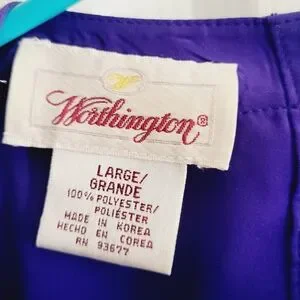 Worthington®
LARGE/
GRANDE
100% POLYESTER/
POLIÉSTER
MADE IN KOREA
HECHO EN COREA
RN 93677